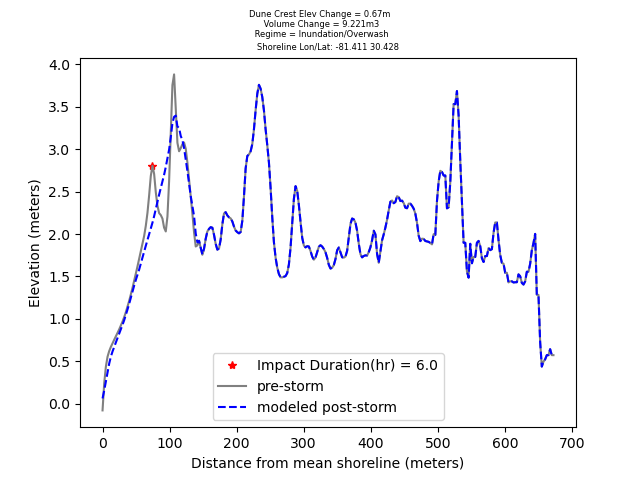 Dune Crest Elev Change = 0.67m
Volume Change = 9.221m3
Regime = Inundation/Overwash
Shoreline Lon/Lat: -81.411 30.428
4.0
3.5
3.0
2.5
2.0
1.5
1.0
0.5
0.0
Elevation (meters)
Impact Duration(hr) = 6.0
pre-storm
modeled post-storm
0 100 200 300 400 500 600 700
Distance from mean shoreline (meters)